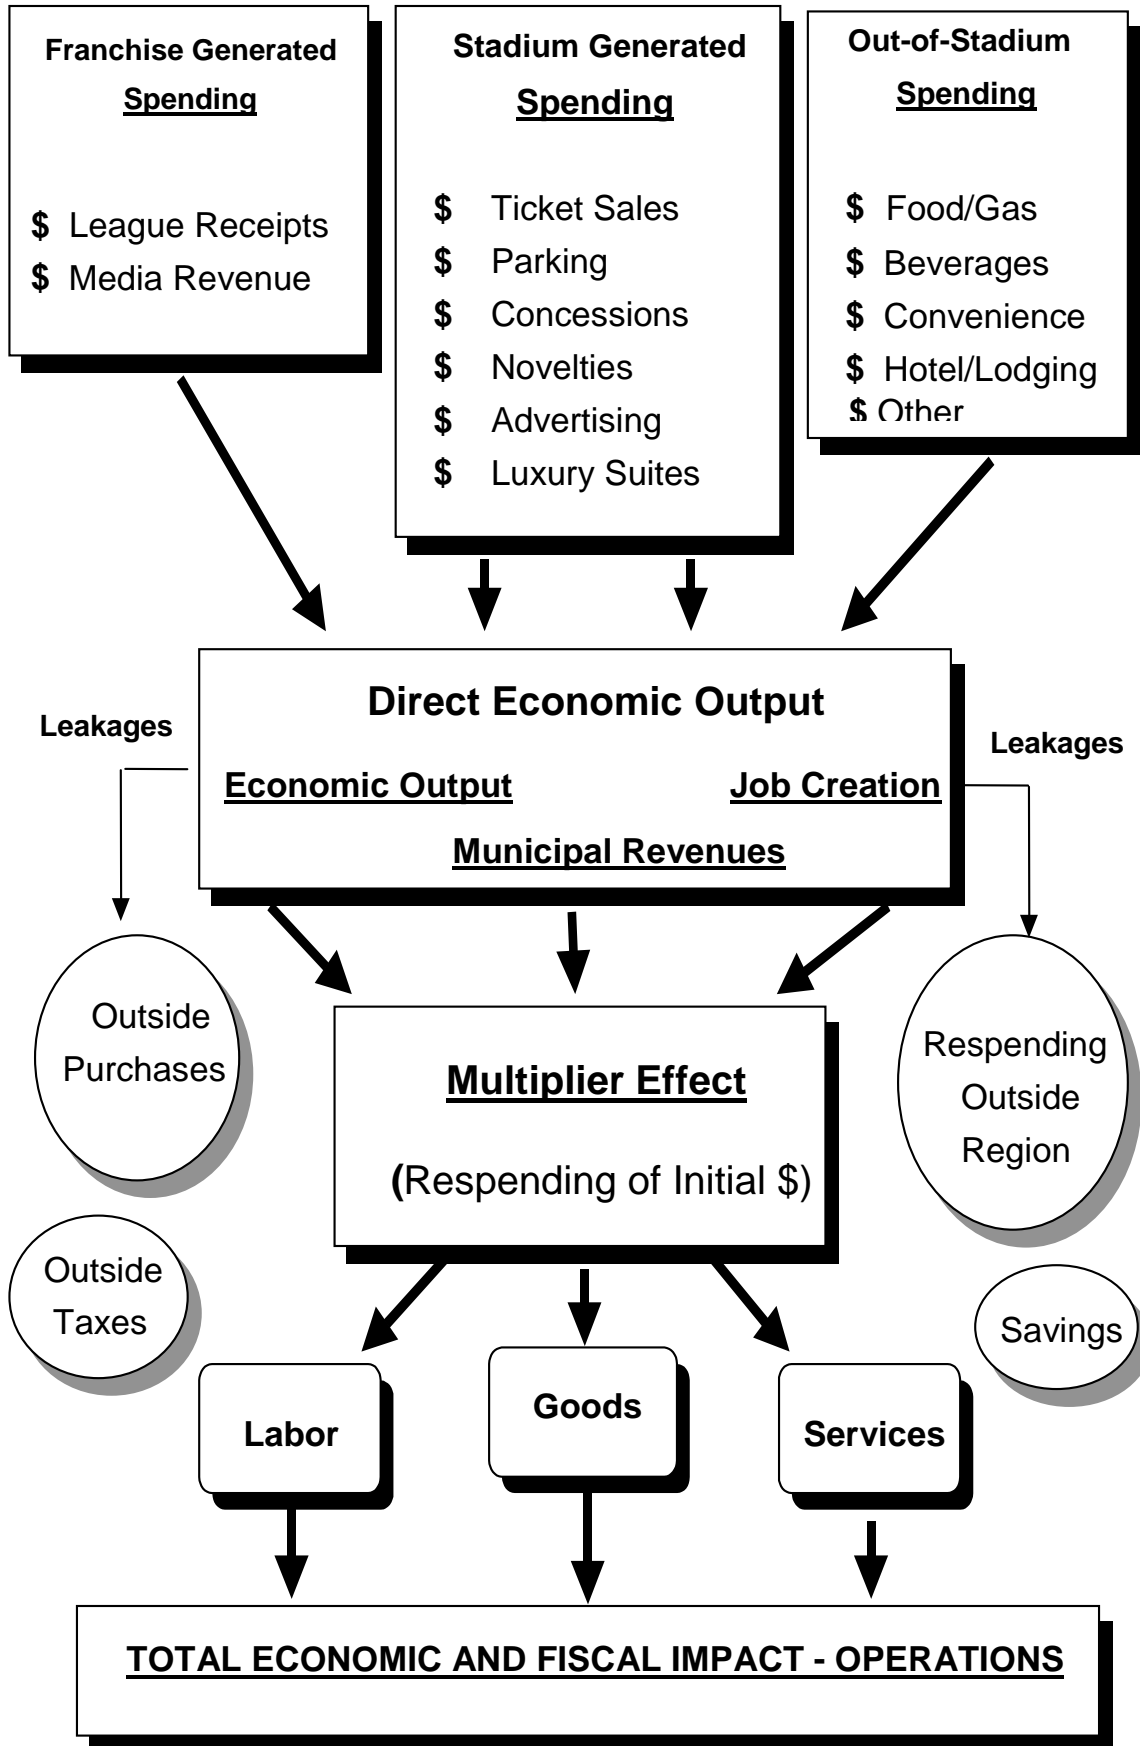 Franchise Generated
Spending
$ League Receipts
$ Media Revenue
Stadium Generated
Spending
$ Ticket Sales
$ Parking
$ Concessions
$ Novelties
$ Advertising
$ Luxury Suites
Out-of-Stadium
Spending
$ Food/Gas
$ Beverages
$ Convenience
$ Hotel/Lodging
$ Other
Direct Economic Output
Economic Output
Job Creation
Municipal Revenues
Leakages
Leakages
Outside
Purchases
Outside
Taxes
Multiplier Effect
(Respending of Initial $)
Respending
Outside
Region
Savings
Labor
Goods
Services
TOTAL ECONOMIC AND FISCAL IMPACT - OPERATIONS